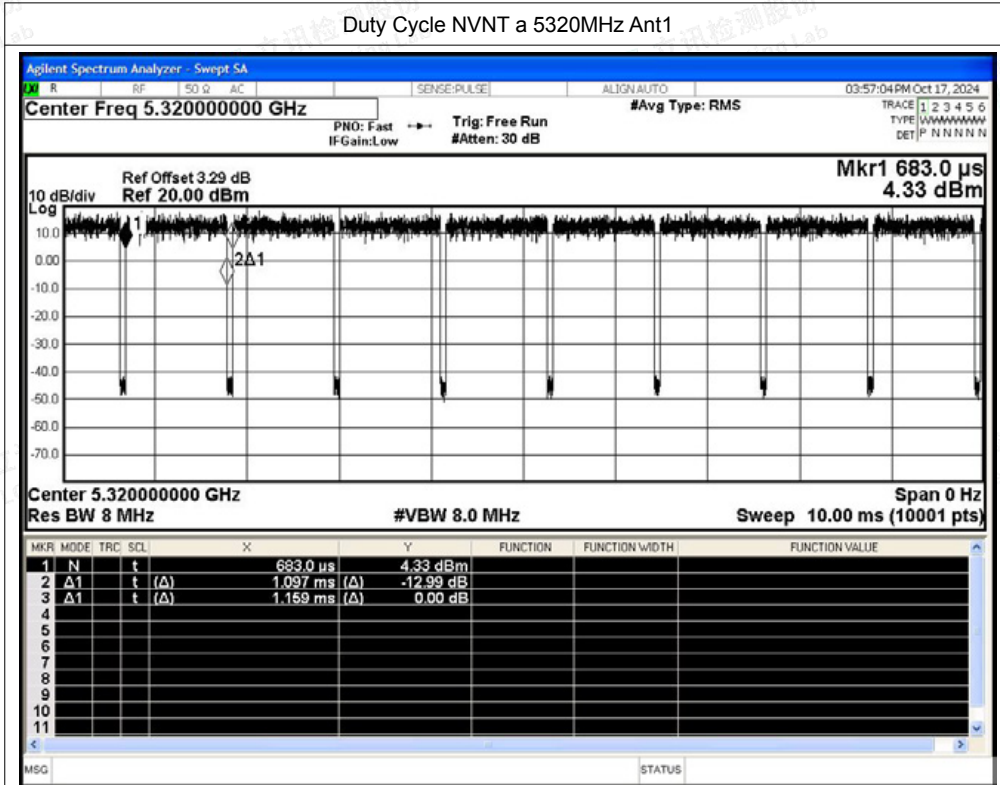 Duty Cycle NVNT a 5320MHz Ant1
Agilent Spectrum Analyzer - Swept SA
R RF 50 Ω AC SENSE:PULSE ALIGN AUTO 03:57:04 PM Oct 17, 2024
Center Freq 5.320000000 GHz #Avg Type: RMS TRACE 1 2 3 4 5 6
PNO: Fast Trig: Free Run TYPE WWWWWW
IFGain:Low #Atten: 30 dB DET P N N N N N
Mkr1 683.0 µs
Ref Offset 3.29 dB
10 dB/div Ref 20.00 dBm 4.33 dBm
Log
1
10.0
2Δ1
0.00
-10.0
-20.0
-30.0
-40.0
-50.0
-60.0
-70.0
Center 5.320000000 GHz Span 0 Hz
Res BW 8 MHz #VBW 8.0 MHz Sweep 10.00 ms (10001 pts)
MKR MODE TRC SCL X Y FUNCTION FUNCTION WIDTH FUNCTION VALUE
1 N t 683.0 µs 4.33 dBm
2 Δ1 t (Δ) 1.097 ms (Δ) -12.99 dB
3 Δ1 t (Δ) 1.159 ms (Δ) 0.00 dB
4
5
6
7
8
9
10
11
MSG STATUS